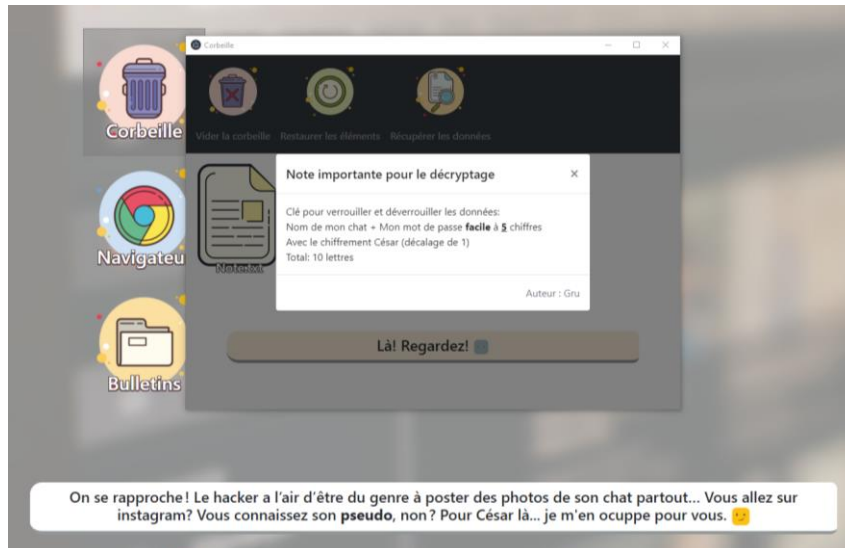 Corbeille
Corbeille
Vider la corbeille
Restaurer les éléments
Récupérer les données
Note importante pour le décryptage
×
Clé pour verrouiller et déverrouiller les données:
Nom de mon chat + Mon mot de passe facile à 5 chiffres
Avec le chiffrement César (décalage de 1)
Total: 10 lettres
Auteur : Gru
Navigateu
Note.txt
Là! Regardez!
Bulletins
On se rapproche! Le hacker a l'air d'être du genre à poster des photos de son chat partout... Vous allez sur
instagram? Vous connaissez son pseudo, non? Pour César là... je m'en ocuppe pour vous.